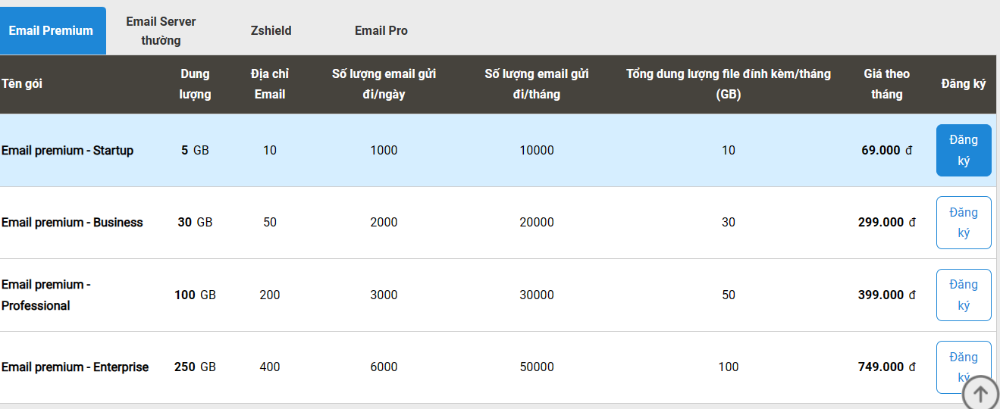 Email Premium
Email Server
thường
Zshield
Email Pro
Tên gói
Dung
lượng
Địa chỉ
Email
Số lượng email gửi
đi/ngày
Số lượng email gửi
đi/tháng
Tổng dung lượng file đính kèm/tháng
(GB)
Giá theo
tháng
Đăng ký
Email premium - Startup
5 GB
10
1000
10000
10
69.000 đ
Đăng
ký
Email premium - Business
30 GB
50
2000
20000
30
299.000 đ
Đăng
ký
Email premium -
Professional
100 GB
200
3000
30000
50
399.000 đ
Đăng
ký
Email premium - Enterprise
250 GB
400
6000
50000
100
749.000 đ
Đăng
ký